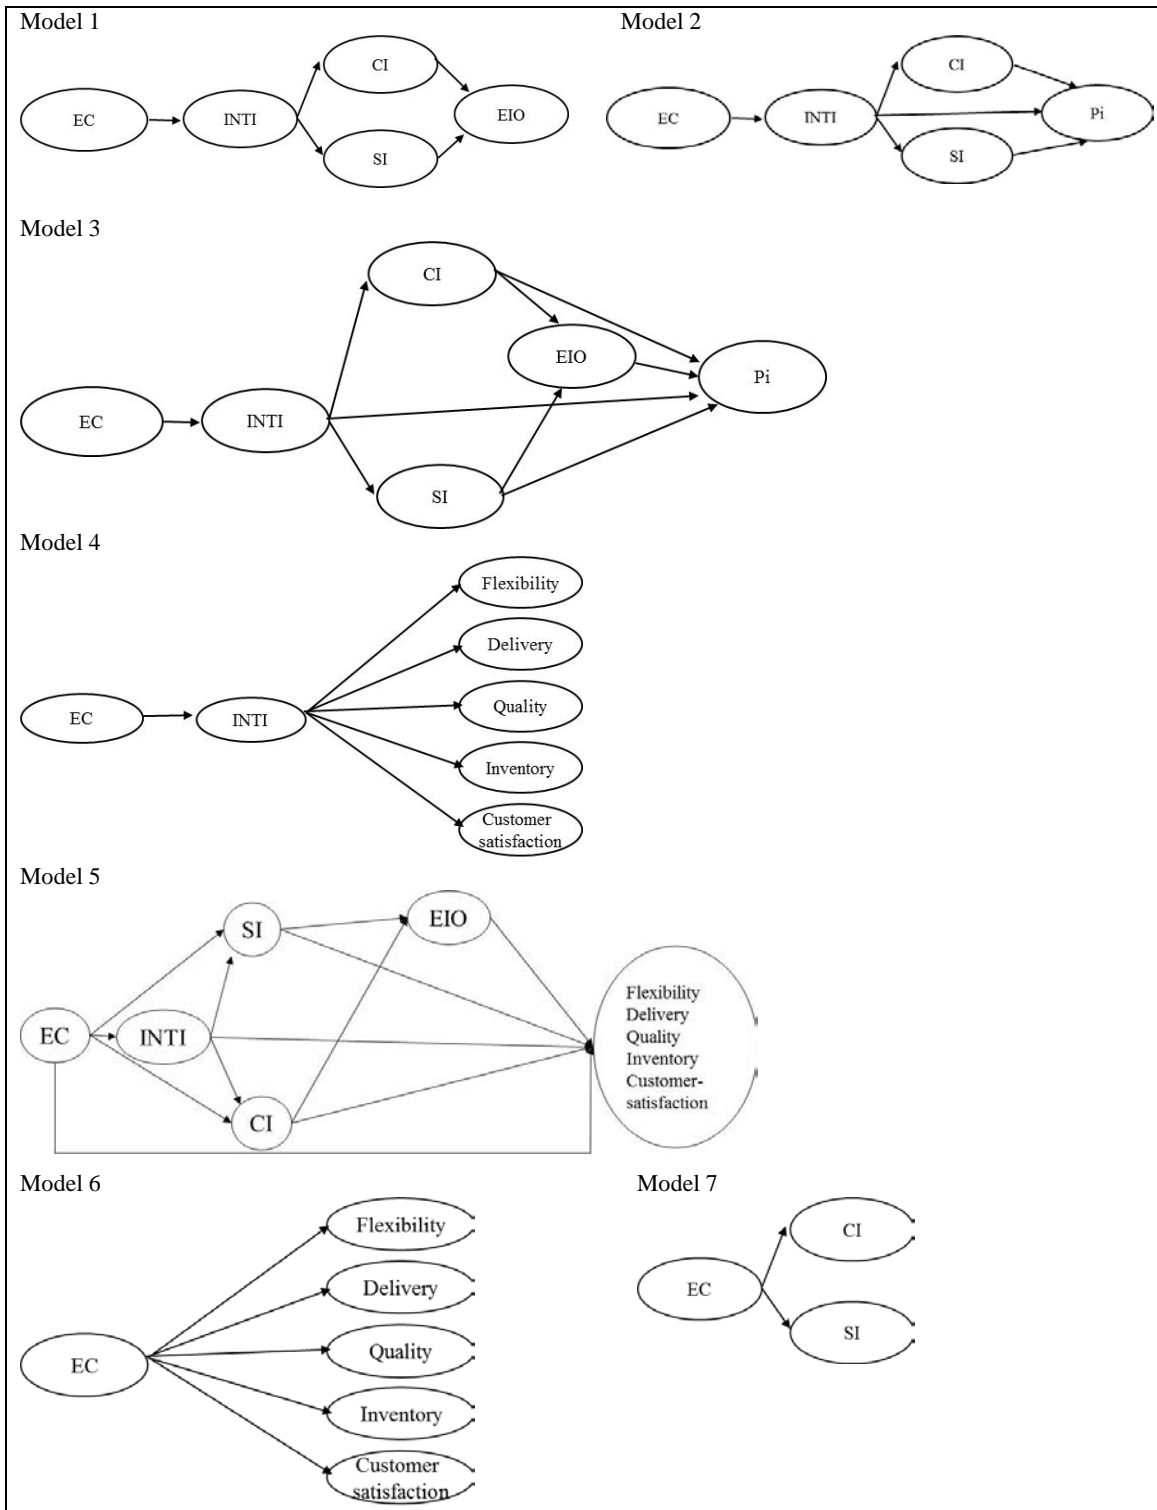 Model 1
EC
INTI
CI
SI
EIO
Model 2
EC
INTI
CI
SI
Pi
Model 3
EC
INTI
CI
EIO
SI
Pi
Model 4
EC
INTI
Flexibility
Delivery
Quality
Inventory
Customer
satisfaction
Model 5
EC
SI
INTI
CI
EIO
Flexibility
Delivery
Quality
Inventory
Customer-
satisfaction
Model 6
EC
Flexibility
Delivery
Quality
Inventory
Customer
satisfaction
Model 7
EC
CI
SI